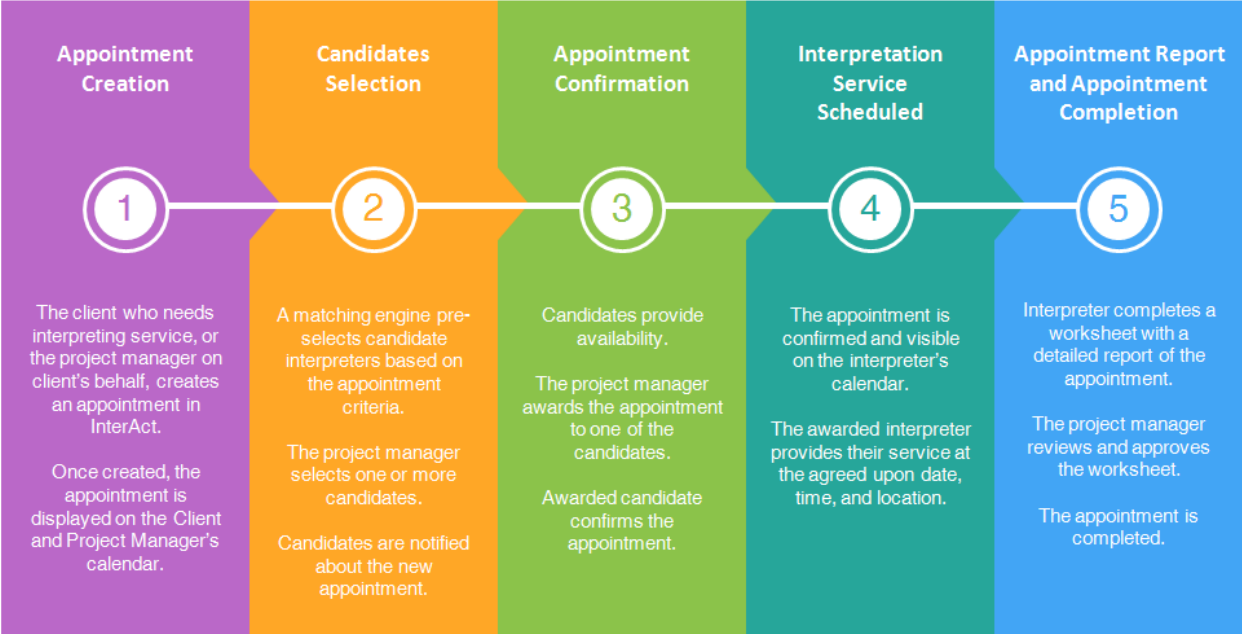 Appointment
Creation
1
The client who needs
interpreting service, or
the project manager on
client's behalf, creates
an appointment in
InterAct.
Once created, the
appointment is
displayed on the Client
and Project Manager's
calendar.
Candidates
Selection
2
A matching engine pre-
selects candidate
interpreters based on
the appointment
criteria.
The project manager
selects one or more
candidates.
Candidates are notified
about the new
appointment.
Appointment
Confirmation
3
Candidates provide
availability.
The project manager
awards the appointment
to one of the
candidates.
Awarded candidate
confirms the
appointment.
Interpretation
Service
Scheduled
4
The appointment is
confirmed and visible
on the interpreter's
calendar.
The awarded interpreter
provides their service at
the agreed upon date,
time, and location.
Appointment Report
and Appointment
Completion
5
Interpreter completes a
worksheet with a
detailed report of the
appointment.
The project manager
reviews and approves
the worksheet.
The appointment is
completed.